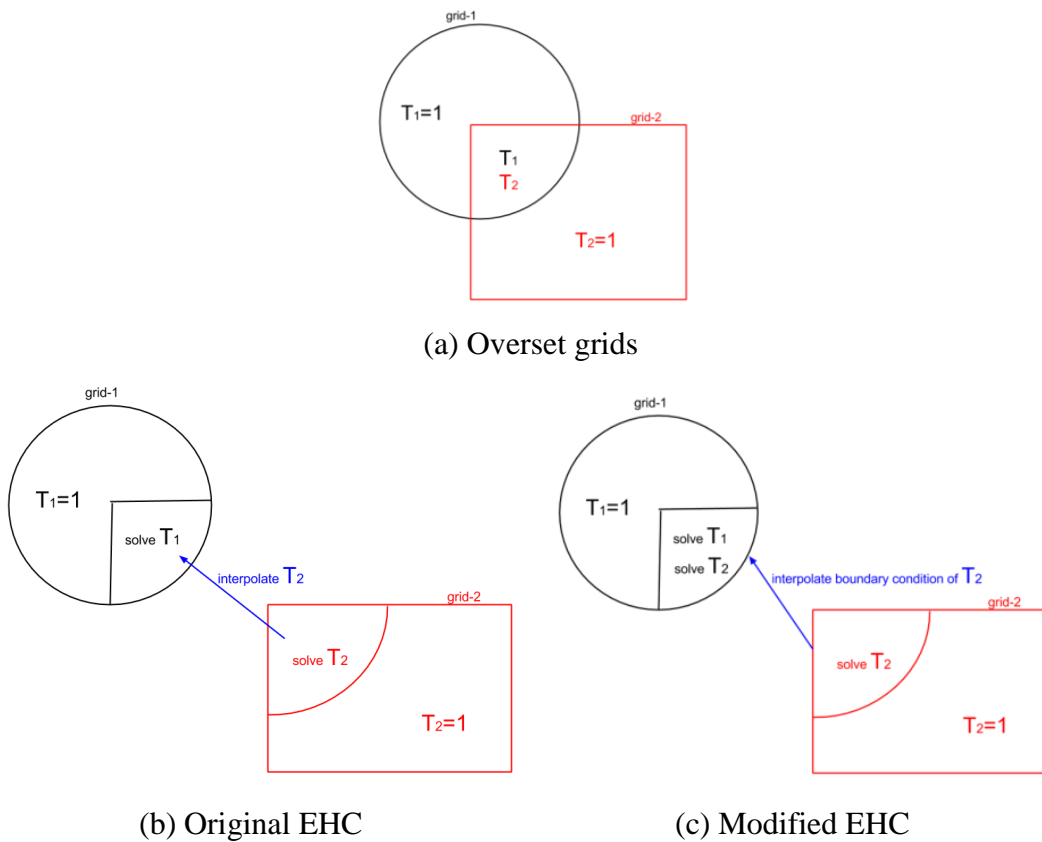 grid-1
T₁=1
grid-2
T₁
T₂
T₂=1
(a) Overset grids
grid-1
T₁=1
solve T₁
interpolate T₂
grid-2
solve T₂
T₂=1
(b) Original EHC
grid-1
T₁=1
solve T₁
solve T₂
interpolate boundary condition of T₂
grid-2
solve T₂
T₂=1
(c) Modified EHC